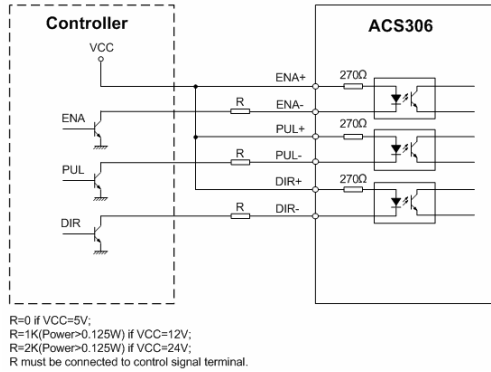 Controller
ACS306
VCC
ENA+
270Ω
ENA
R
ENA-
PUL+
270Ω
PUL
R
PUL-
DIR+
270Ω
DIR
R
DIR-
R=0 if VCC=5V;
R=1K(Power>0.125W) if VCC=12V;
R=2K(Power>0.125W) if VCC=24V;
R must be connected to control signal terminal.